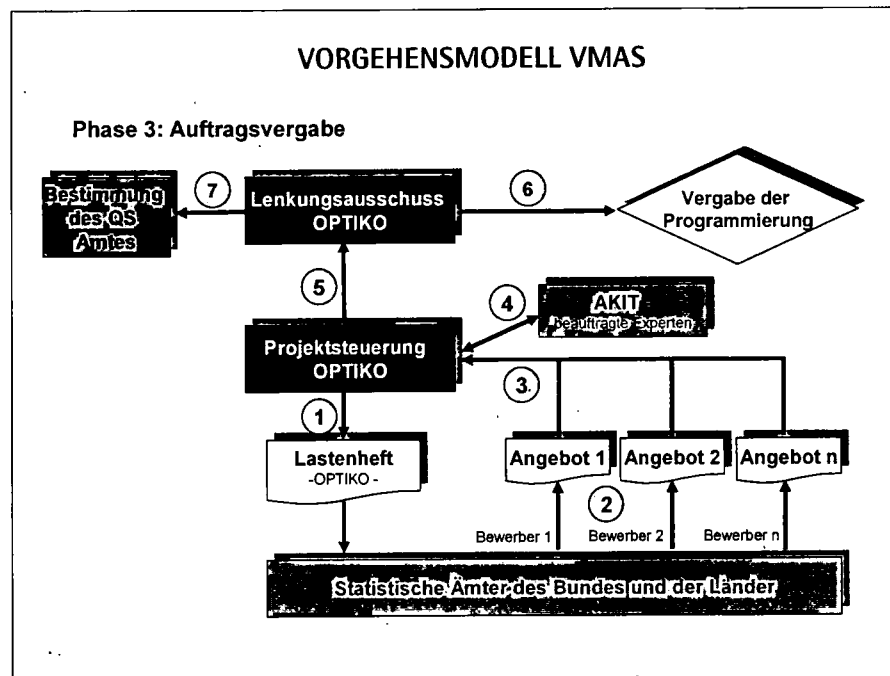 VORGEHENSMODELL VMAS
Phase 3: Auftragsvergabe
Bestimmung
des QS
Amtes
7
Lenkungsausschuss
OPTIKO
6
Vergabe der
Programmierung
5
4
AKIT
beauftragte Experten
Projektsteuerung
OPTIKO
3
1
Lastenheft
-OPTIKO -
Angebot 1
Angebot 2
Angebot n
2
Bewerber 1
Bewerber 2
Bewerber n
Statistische Ämter des Bundes und der Länder